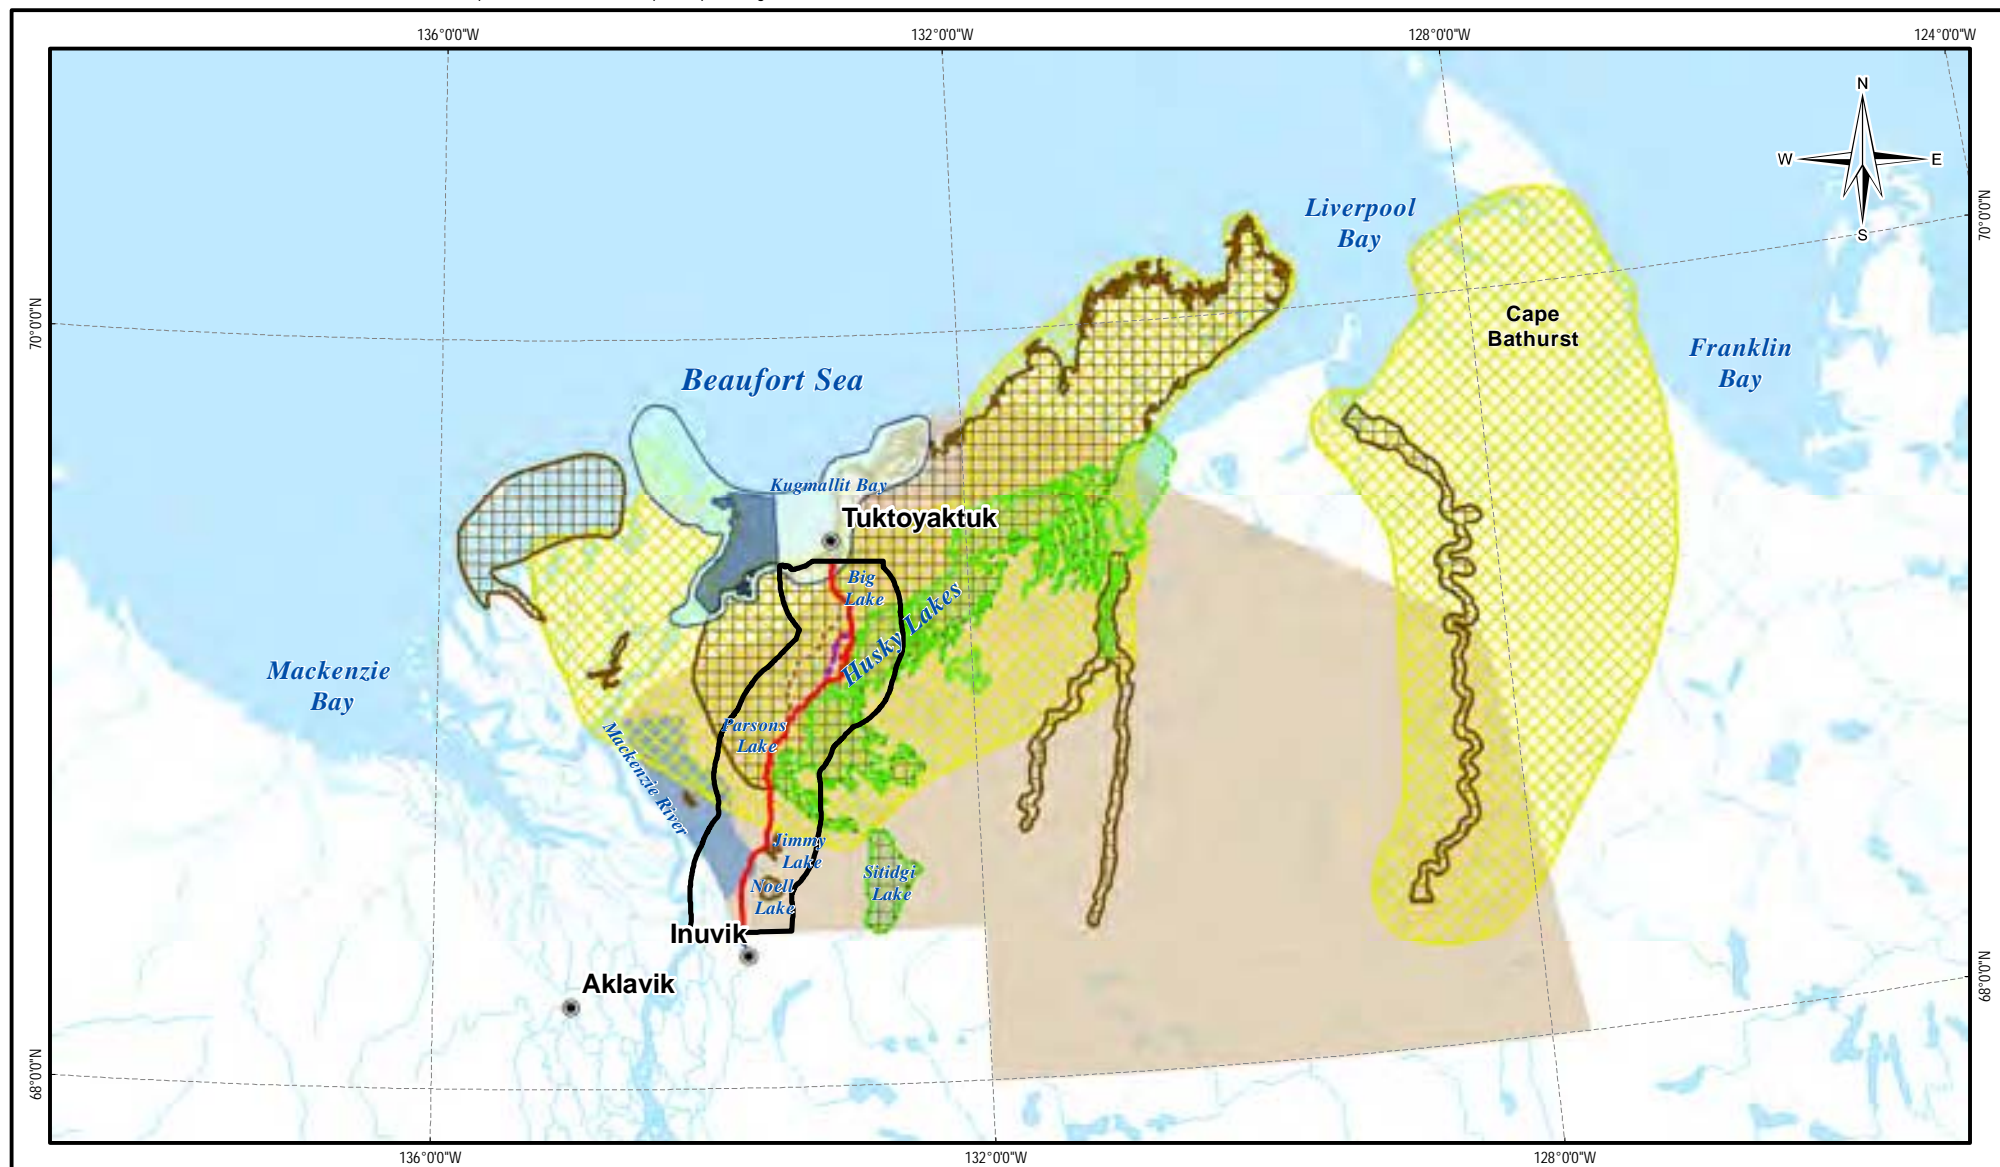 136°0'0"W
132°0'0"W
128°0'0"W
124°0'0"W
N
W
E
S
70°0'0"N
70°0'0"N
Liverpool
Bay
Cape
Bathurst
Franklin
Bay
Beaufort Sea
Kugmallit Bay
Tuktoyaktuk
Big
Lake
Husky Lakes
Mackenzie
Bay
Parsons
Lake
Mackenzie River
Jimmy
Lake
Sitidgi
Lake
Noell
Lake
Inuvik
Aklavik
68°0'0"N
68°0'0"N
136°0'0"W
132°0'0"W
128°0'0"W